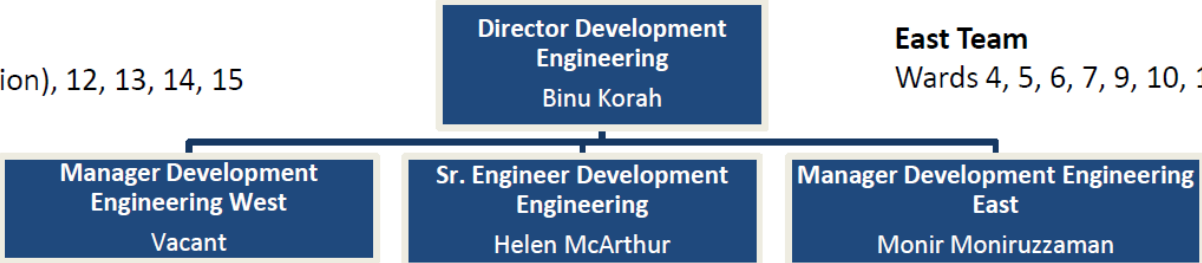 Director Development
Engineering
Binu Korah
12, 13, 14, 15
East Team
Wards 4, 5, 6, 7, 9, 10,
Manager Development
Engineering West
Vacant
Sr. Engineer Development
Engineering
Helen McArthur
Manager Development Engineering
East
Monir Moniruzzaman